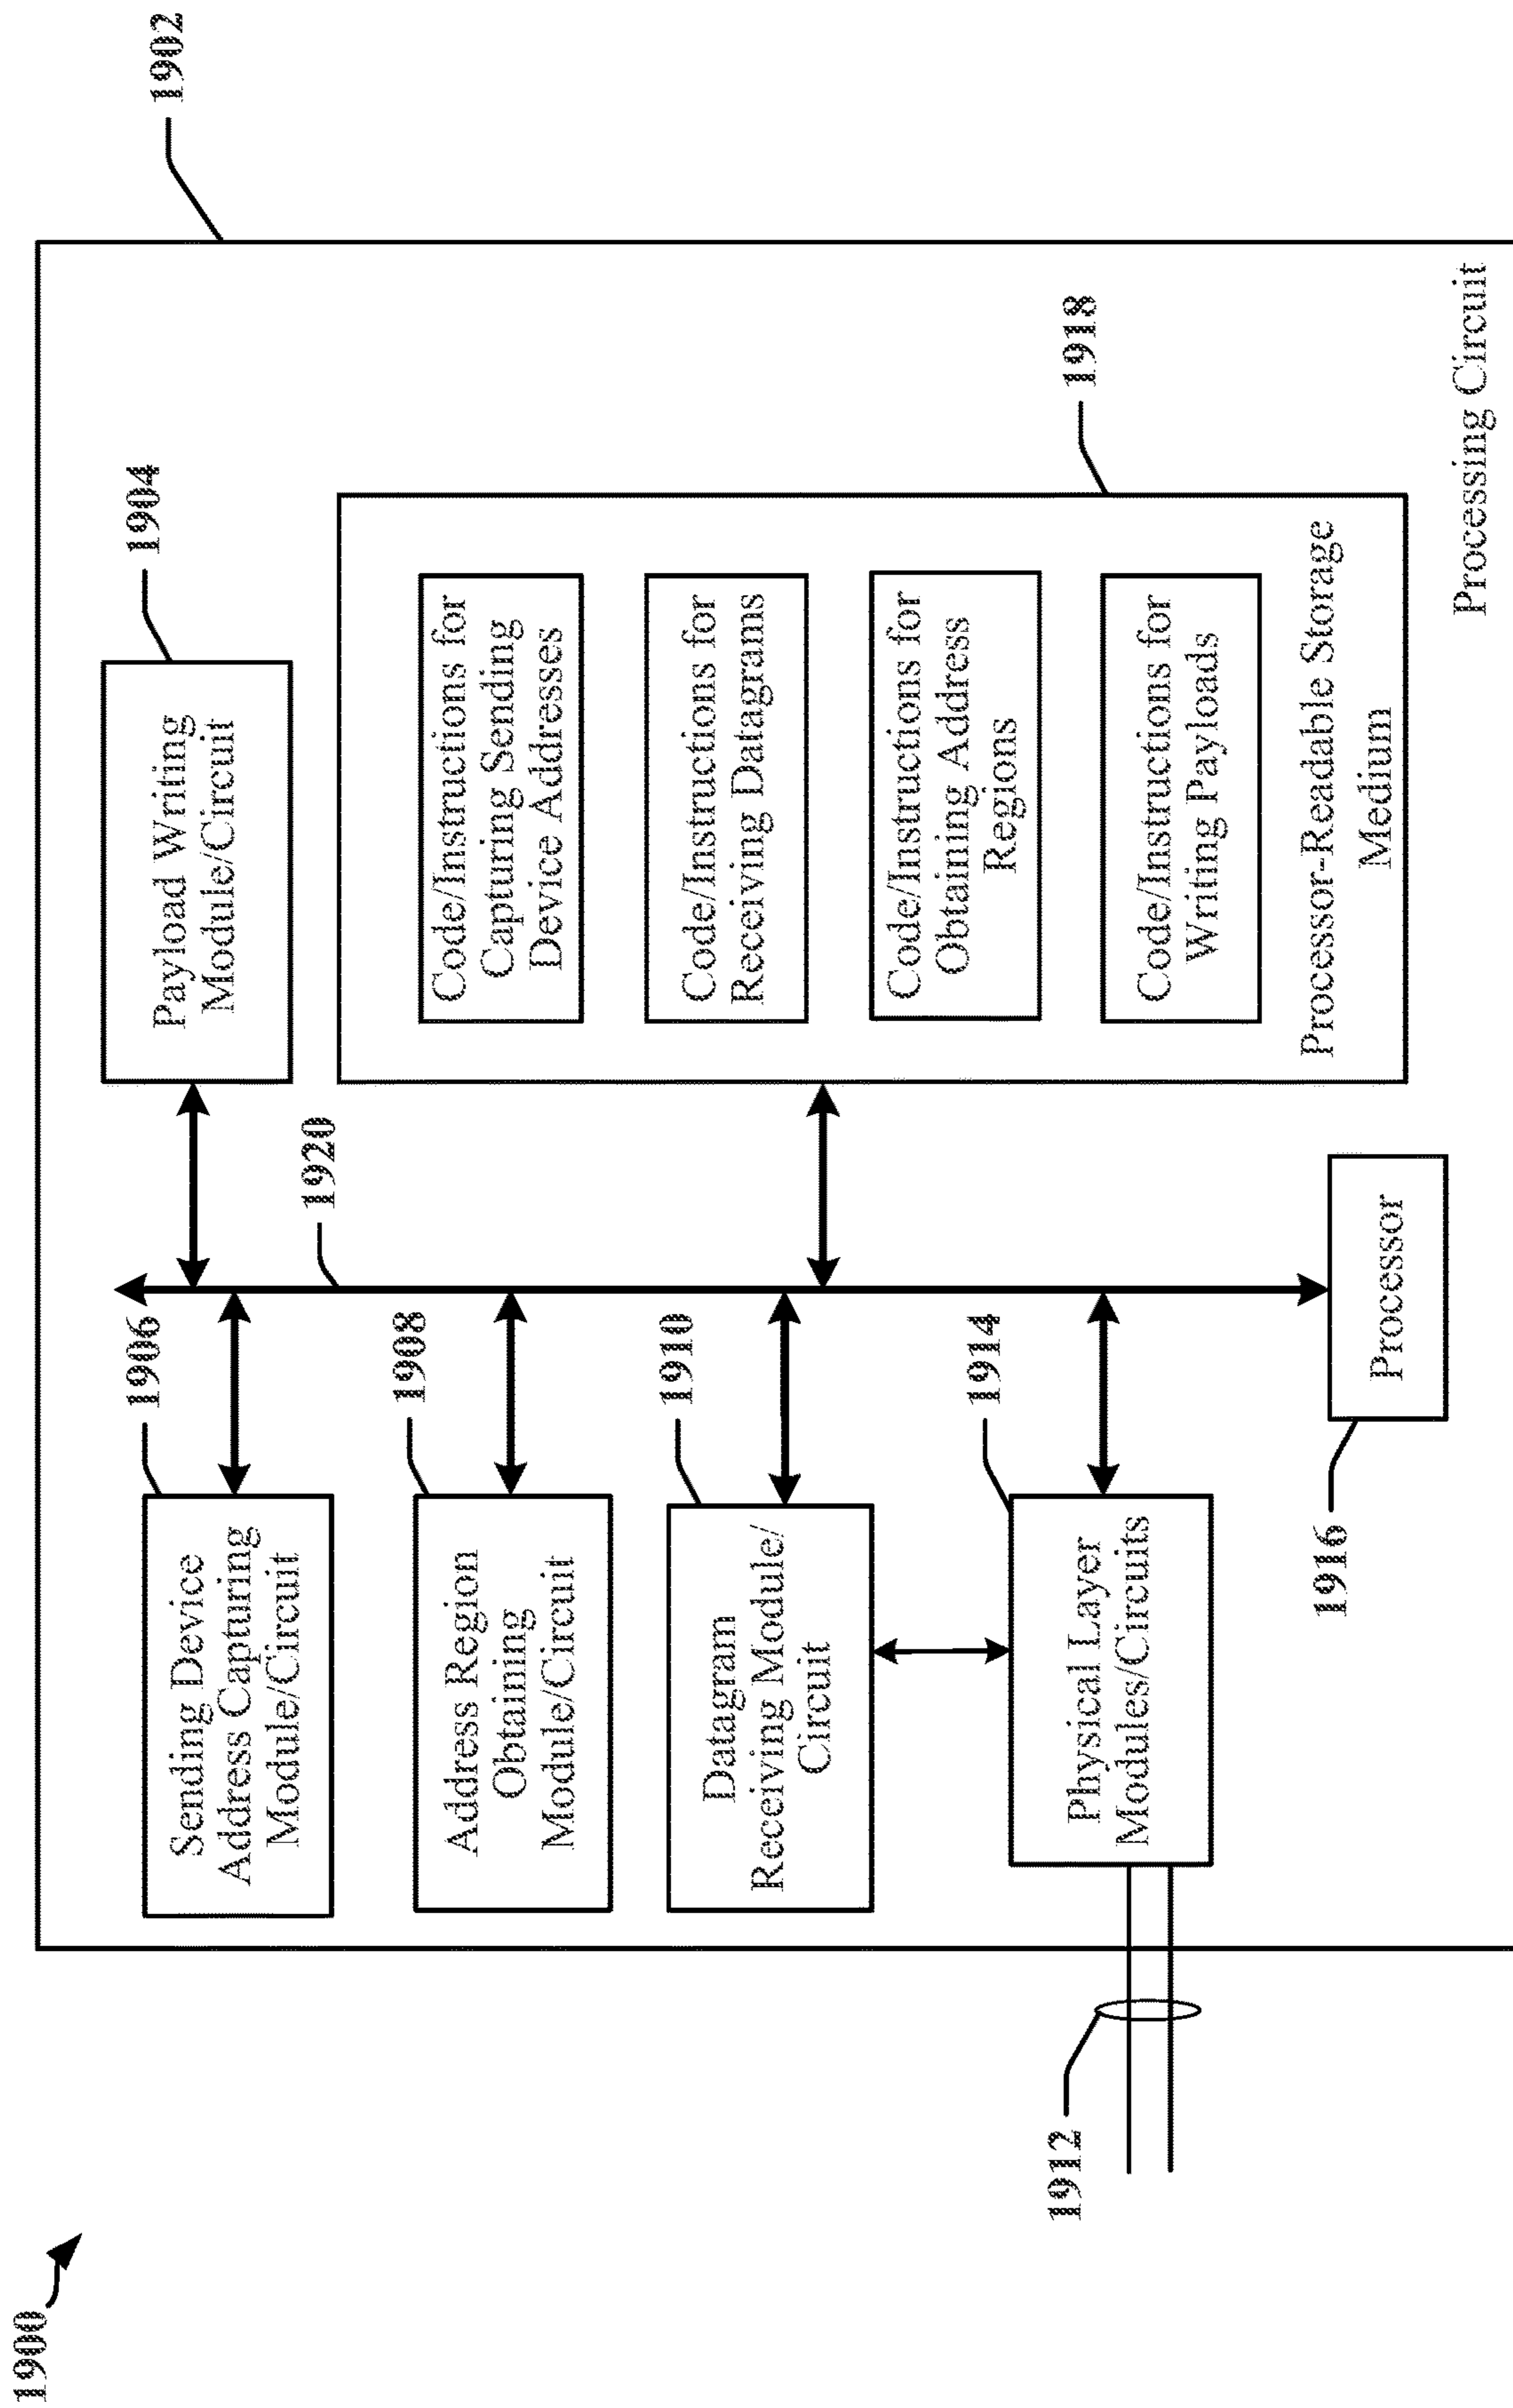 1900
1902
1906
Sending Device
Address Capturing
Module/Circuit
1908
Address Region
Obtaining
Module/Circuit
1910
Datagram
Receiving Module/
Circuit
1912
1914
Physical Layer
Modules/Circuits
1916
Processor
1920
1904
Payload Writing
Module/Circuit
1918
Code/Instructions for
Capturing Sending
Device Addresses
Code/Instructions for
Receiving Datagrams
Code/Instructions for
Obtaining Address
Regions
Code/Instructions for
Writing Payloads
Processor-Readable Storage
Medium
Processing Circuit